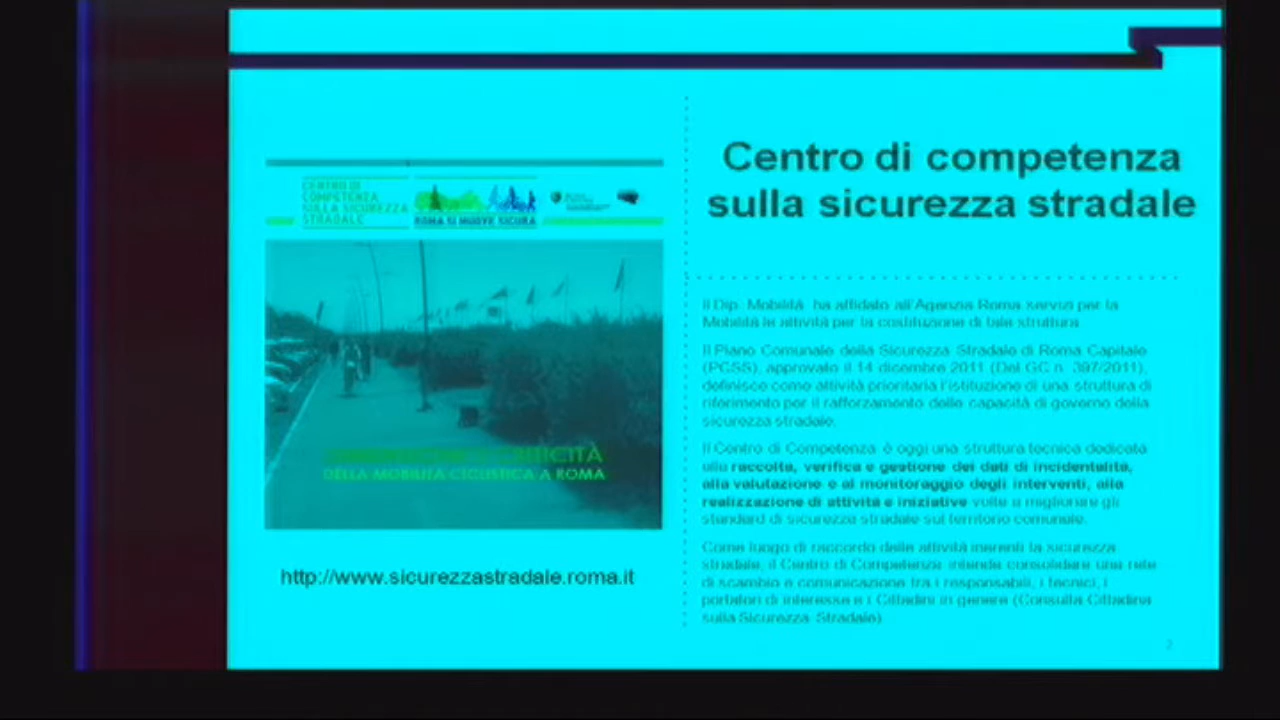 Centro di competenza
sulla sicurezza stradale
CENTRO DI
COMPETENZA
SULLA SICUREZZA
STRADALE
ROMA SI MUOVE SICURA
DELLA MOBILITÀ CICLISTICA A ROMA
http://www.sicurezzastradale.roma.it
Il Dip. Mobilità ha affidato all'Agenzia Roma servizi per la
Mobilità le attività per la costituzione di tale struttura
Il Piano Comunale della Sicurezza Stradale di Roma Capitale
(PCSS), approvato il 14 dicembre 2011 (Del.GC n. 397/2011),
definisce come attività prioritaria l'istituzione di una struttura di
riferimento per il rafforzamento delle capacità di governo della
sicurezza stradale.
Il Centro di Competenza è oggi una struttura tecnica dedicata
alla raccolta, verifica e gestione dei dati di incidentalità,
alla valutazione e al monitoraggio degli interventi, alla
realizzazione di attività e iniziative volte a migliorare gli
standard di sicurezza stradale sul territorio comunale.
Come luogo di raccordo delle attività inerenti la sicurezza
stradale, il Centro di Competenza intende consolidare una rete
di scambio e comunicazione tra i responsabili, i tecnici, i
portatori di interesse e i Cittadini in genere (Consulta Cittadina
sulla Sicurezza Stradale)
2